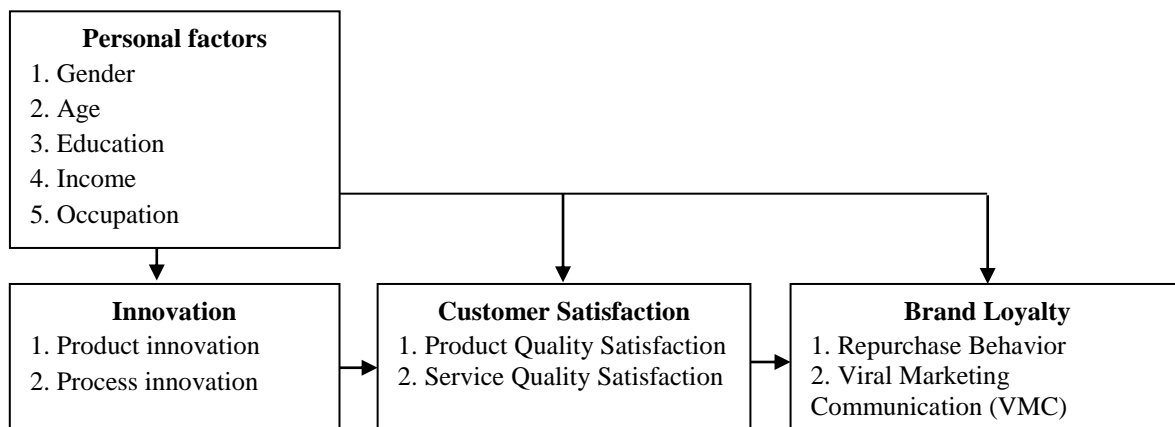 Personal factors
1. Gender
2. Age
3. Education
4. Income
5. Occupation
Innovation
1. Product innovation
2. Process innovation
Customer Satisfaction
1. Product Quality Satisfaction
2. Service Quality Satisfaction
Brand Loyalty
1. Repurchase Behavior
2. Viral Marketing
Communication (VMC)